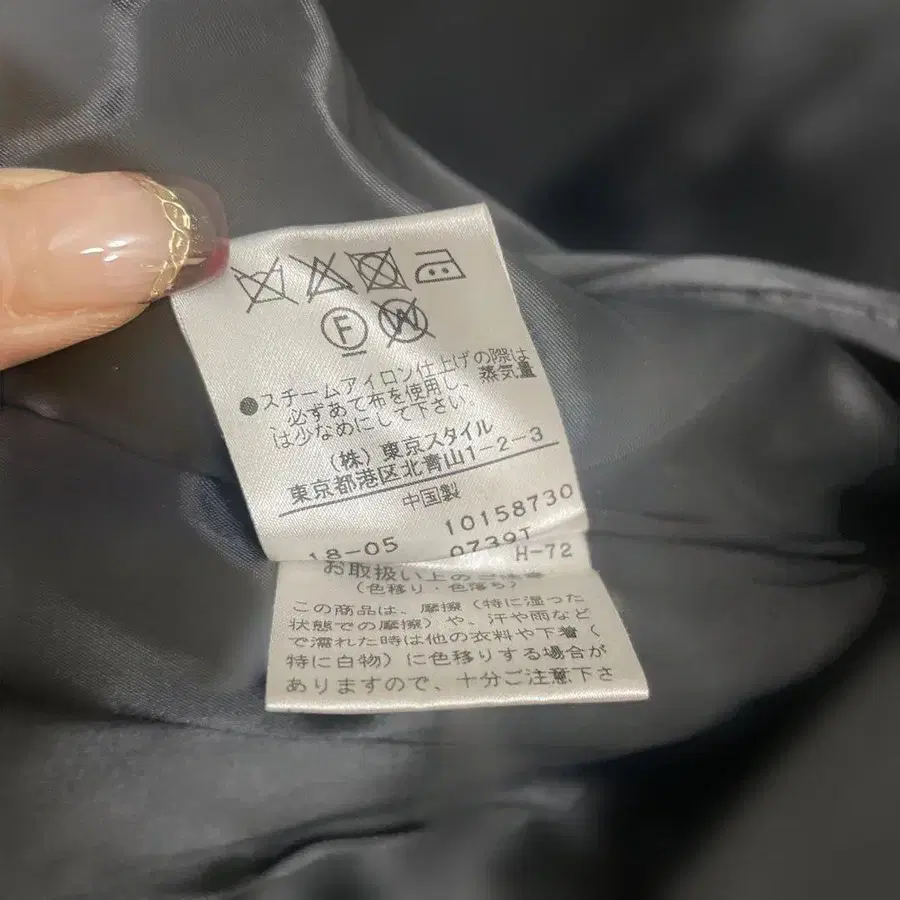 F
W
●スチームアイロン仕上げの際は
、必ずあて布を使用し、蒸気量
は少なめにして下さい。
(株)東京スタイル
東京都港区北青山1-2-3
中国製
10158730
18-05 0739T
H-72
お取扱い上のご注意
(色移り・色落ち)
この商品は、摩擦(特に湿った
状態での摩擦)や、汗や雨など
で濡れた時は他の衣料や下着(
特に白物)に色移りする場合が
ありますので、十分ご注意下さ